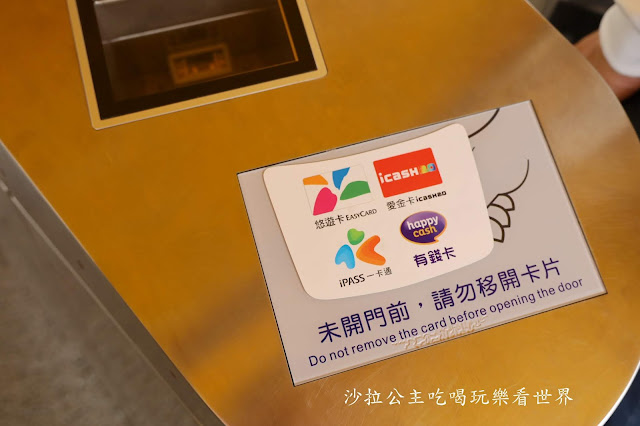 悠遊卡 EASYCARD
icash2.0
愛金卡 icash2.0
iPASS 一卡通
happy cash
有錢卡
未開門前，請勿移開卡片
Do not remove the card before opening the door
沙拉公主吃喝玩樂看世界